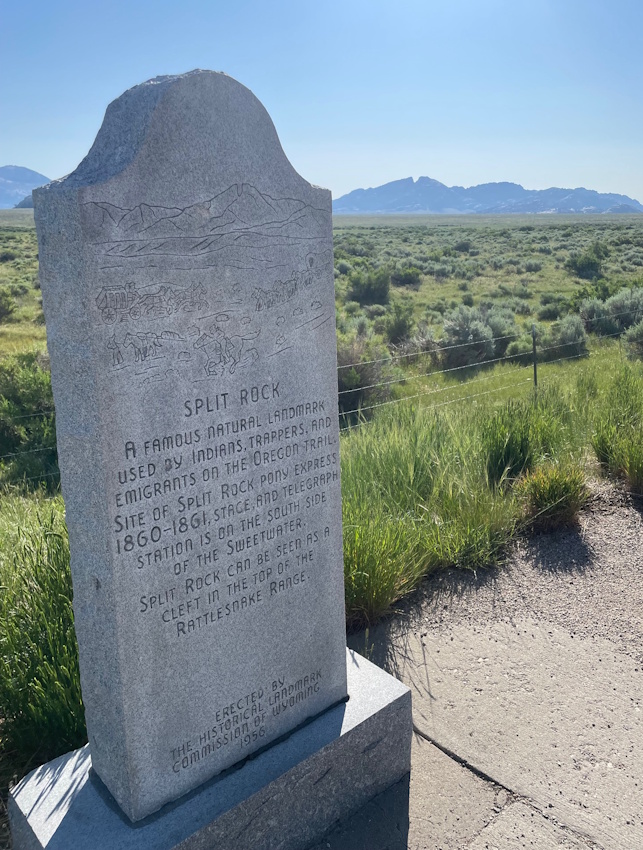 SPLIT ROCK
A FAMOUS NATURAL LANDMARK
USED BY INDIANS, TRAPPERS, AND
EMIGRANTS ON THE OREGON TRAIL.
SITE OF SPLIT ROCK PONY EXPRESS
1860-1861, STAGE, AND TELEGRAPH
STATION IS ON THE SOUTH SIDE
OF THE SWEETWATER.
SPLIT ROCK CAN BE SEEN AS A
CLEFT IN THE TOP OF THE
RATTLESNAKE RANGE.
ERECTED BY
THE HISTORICAL LANDMARK
COMMISSION OF WYOMING
1956